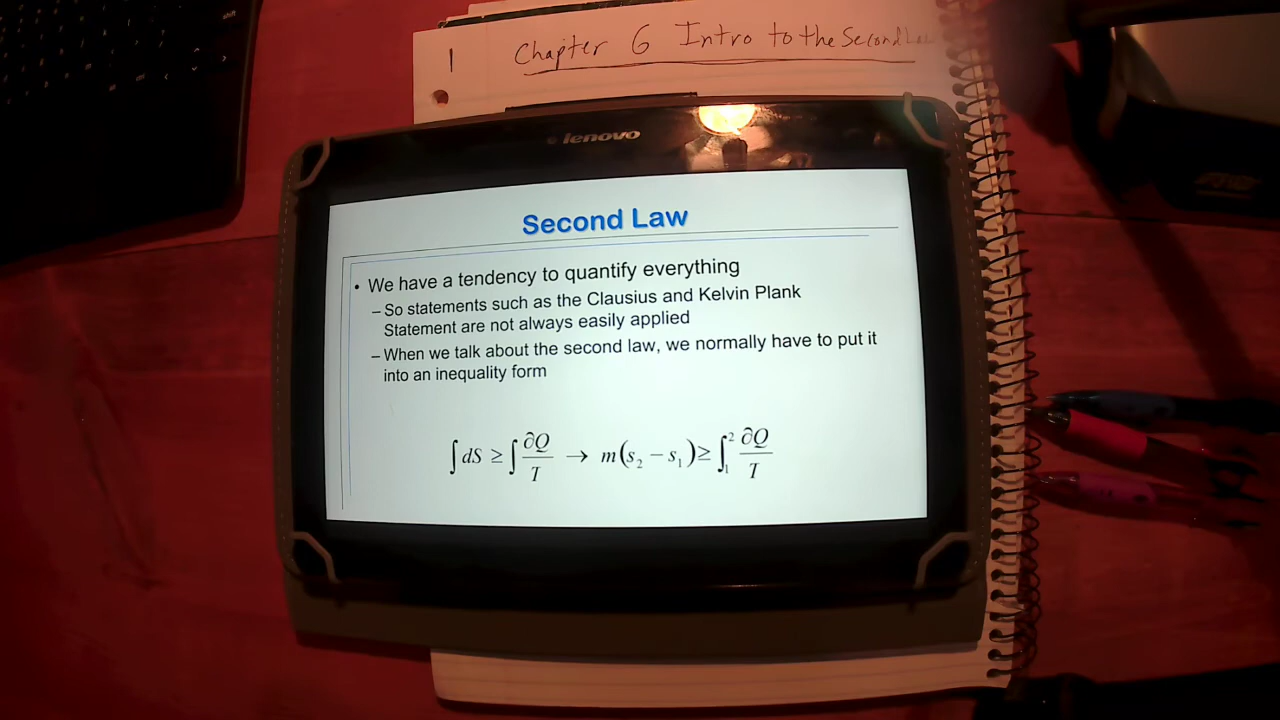 1 Chapter 6 Intro to the Second Law
lenovo
Second Law
• We have a tendency to quantify everything
– So statements such as the Clausius and Kelvin Plank
Statement are not always easily applied
– When we talk about the second law, we normally have to put it
into an inequality form
∫dS ≥ ∫ ∂Q/T → m(s₂ − s₁) ≥ ∫₁² ∂Q/T